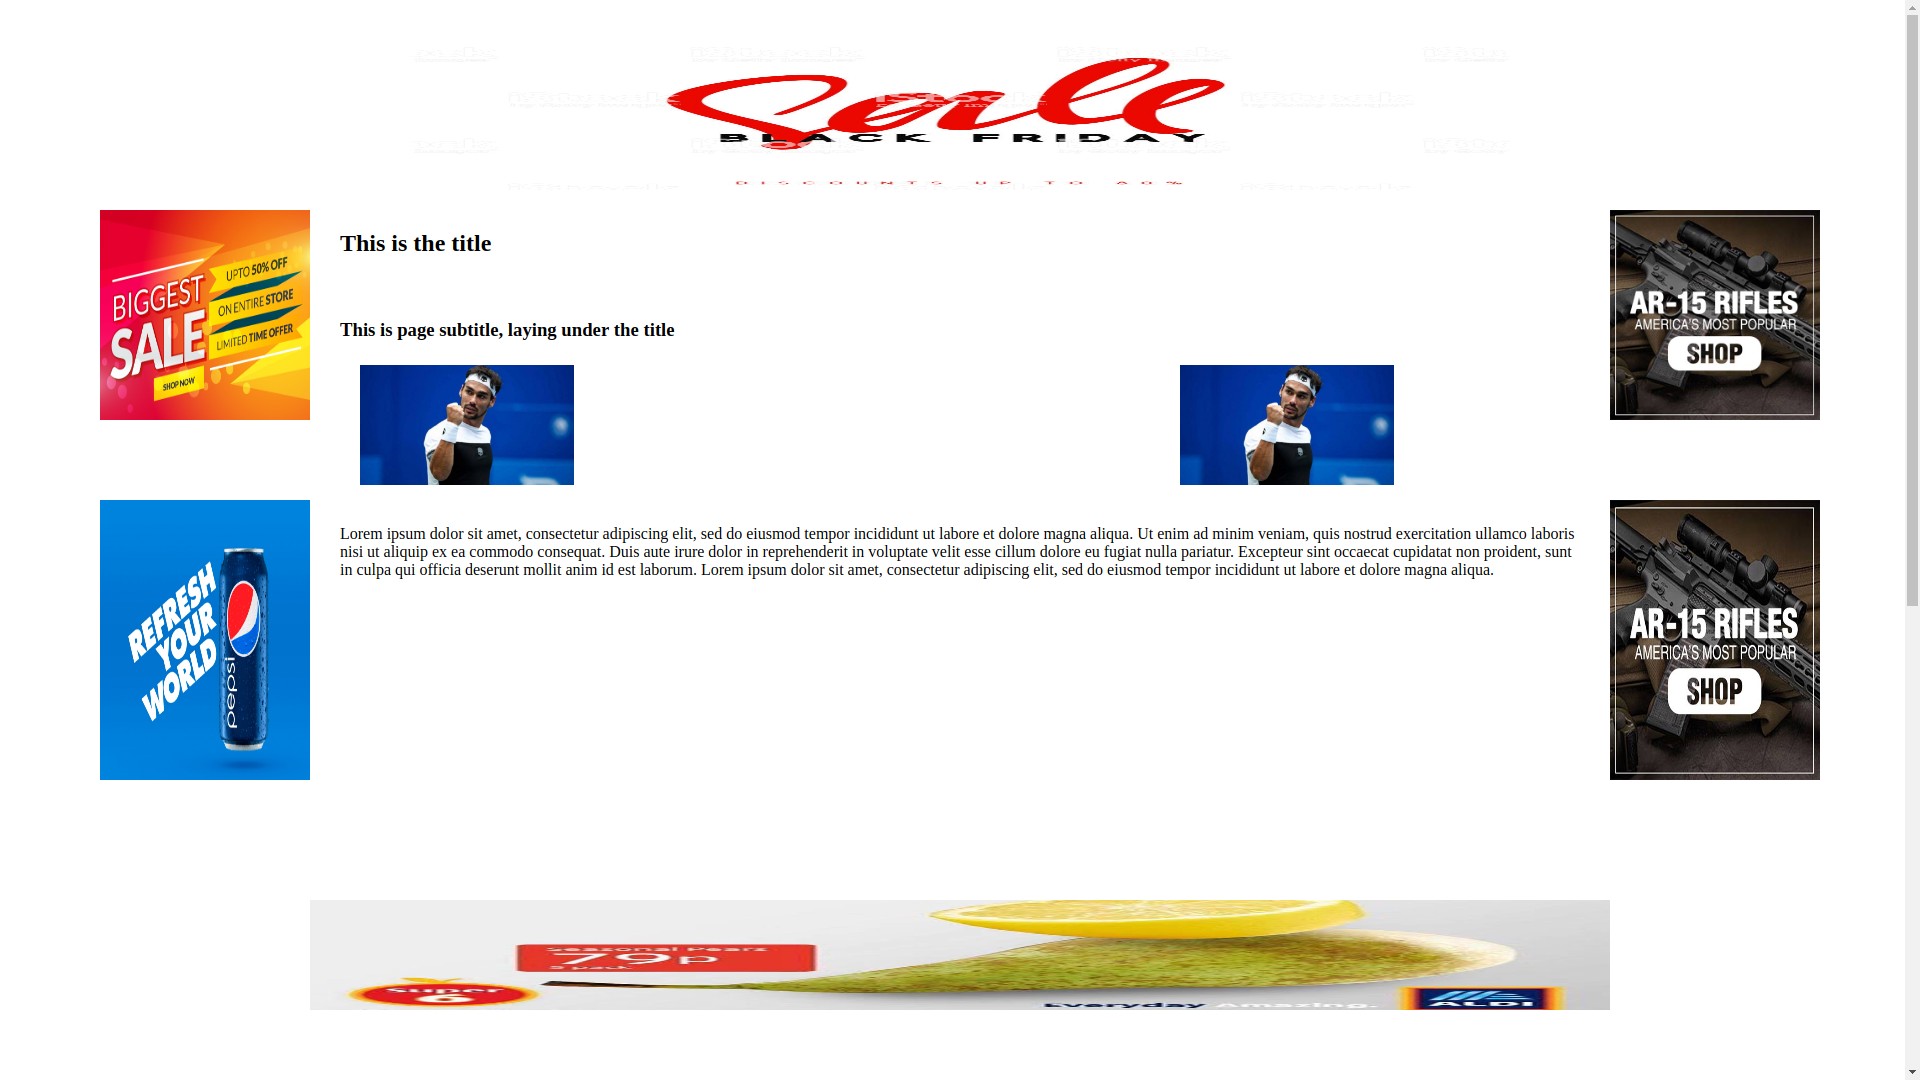 Sale
BLACK FRIDAY
DISCOUNTS UP TO 80%
BIGGEST
SALE
UPTO 50% OFF
ON ENTIRE STORE
LIMITED TIME OFFER
SHOP NOW
This is the title
This is page subtitle, laying under the title
AR-15 RIFLES
AMERICA'S MOST POPULAR
SHOP
Lorem ipsum dolor sit amet, consectetur adipiscing elit, sed do eiusmod tempor incididunt ut labore et dolore magna aliqua. Ut enim ad minim veniam, quis nostrud exercitation ullamco laboris
nisi ut aliquip ex ea commodo consequat. Duis aute irure dolor in reprehenderit in voluptate velit esse cillum dolore eu fugiat nulla pariatur. Excepteur sint occaecat cupidatat non proident, sunt
in culpa qui officia deserunt mollit anim id est laborum. Lorem ipsum dolor sit amet, consectetur adipiscing elit, sed do eiusmod tempor incididunt ut labore et dolore magna aliqua.
REFRESH
YOUR
WORLD
pepsi
AR-15 RIFLES
AMERICA'S MOST POPULAR
SHOP
Seasonal Pears
79p
Super
6
Everyday Amazing.
ALDI